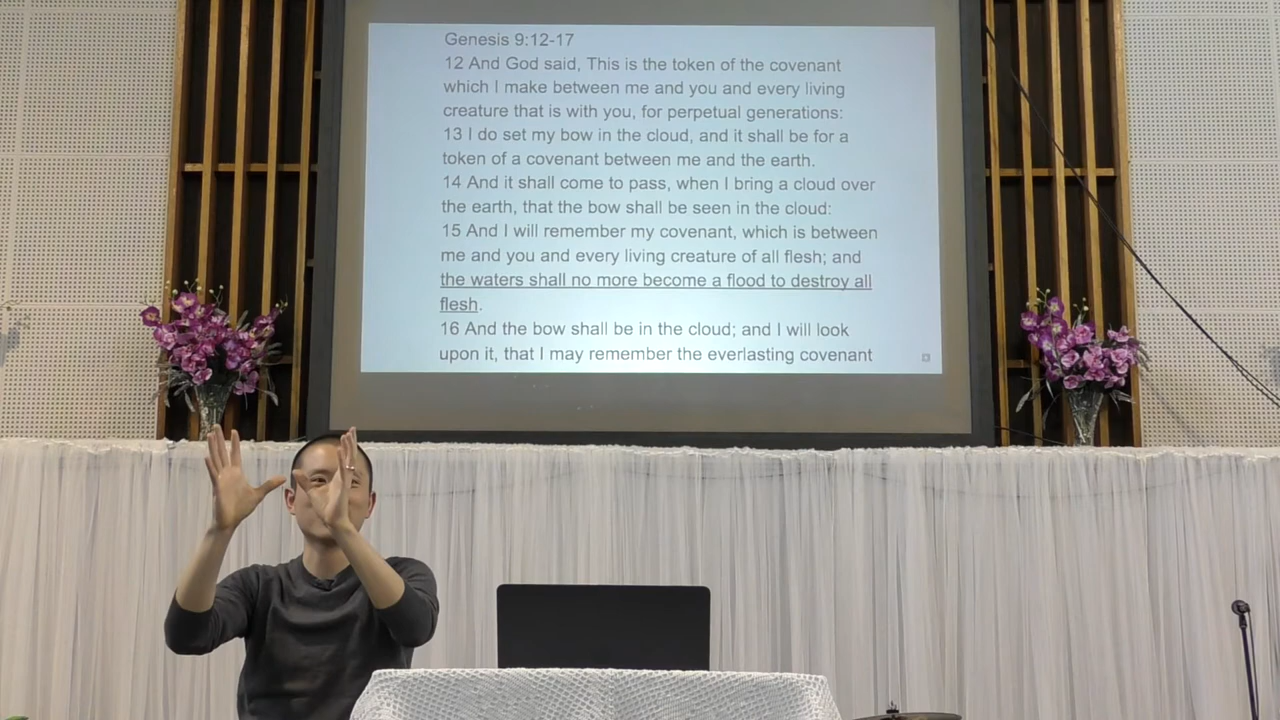 Genesis 9:12-17
12 And God said, This is the token of the covenant
which I make between me and you and every living
creature that is with you, for perpetual generations:
13 I do set my bow in the cloud, and it shall be for a
token of a covenant between me and the earth.
14 And it shall come to pass, when I bring a cloud over
the earth, that the bow shall be seen in the cloud:
15 And I will remember my covenant, which is between
me and you and every living creature of all flesh; and
the waters shall no more become a flood to destroy all
flesh.
16 And the bow shall be in the cloud; and I will look
upon it, that I may remember the everlasting covenant